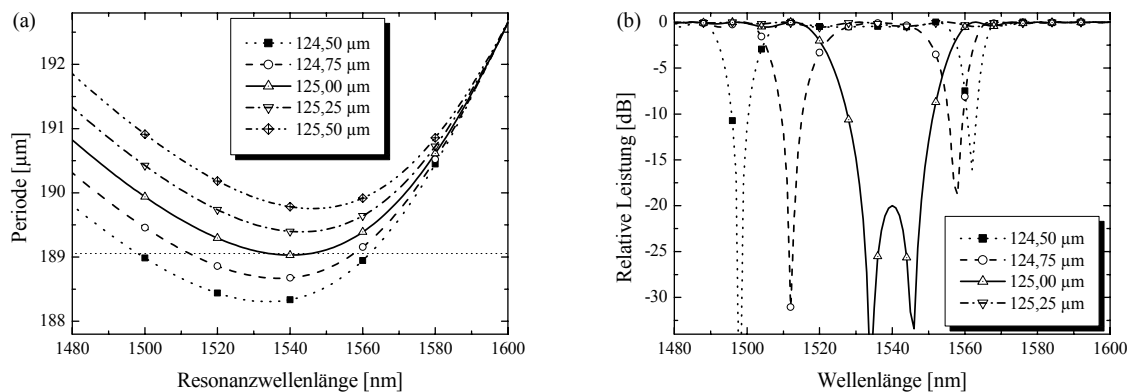 (a)
192
191
190
189
188
Periode [µm]
124,50 µm
124,75 µm
125,00 µm
125,25 µm
125,50 µm
1480 1500 1520 1540 1560 1580 1600
Resonanzwellenlänge [nm]
(b)
0
-5
-10
-15
-20
-25
-30
Relative Leistung [dB]
124,50 µm
124,75 µm
125,00 µm
125,25 µm
1480 1500 1520 1540 1560 1580 1600
Wellenlänge [nm]